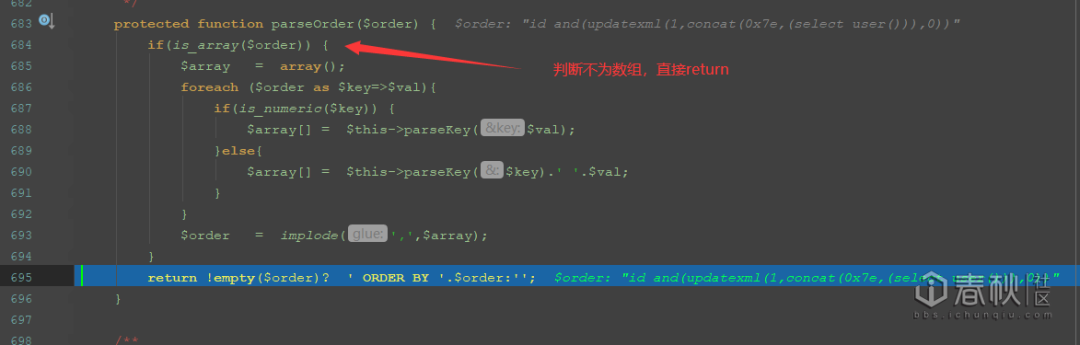 682 */
683 protected function parseOrder($order) { $order: "id and(updatexml(1,concat(0x7e,(select user())),0))"
684 if(is_array($order)) {
685 $array = array();
判断不为数组，直接return
686 foreach ($order as $key=>$val){
687 if(is_numeric($key)) {
688 $array[] = $this->parseKey( &key: $val);
689 }else{
690 $array[] = $this->parseKey( &: $key).' '.$val;
691 }
692 }
693 $order = implode( glue: ',',$array);
694 }
695 return !empty($order)? ' ORDER BY '.$order:''; $order: "id and(updatexml(1,concat(0x7e,(select user())),0))"
696 }
春秋社区
bbs.ichunqiu.com
697
698 /**